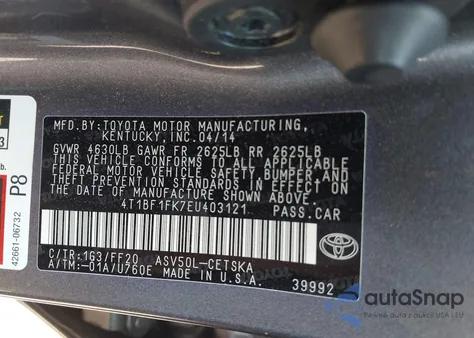 MFD.BY:TOYOTA MOTOR MANUFACTURING,
KENTUCKY,INC.04/14
GVWR 4630LB GAWR FR 2625LB RR 2625LB
THIS VEHICLE CONFORMS TO ALL APPLICABLE
FEDERAL MOTOR VEHICLE SAFETY,
BUMPER, AND THEFT PREVENTION STANDARDS
IN EFFECT ON THE DATE OF MANUFACTURE
SHOWN ABOVE.
4T1BF1FK7EU403121 PASS.CAR
C/TR:1G3/FF20 ASV50L-CETSKA
A/TM:-01A/U760E MADE IN U.S.A.
TOYOTA
39992
P8
42661-06732
autoSnap